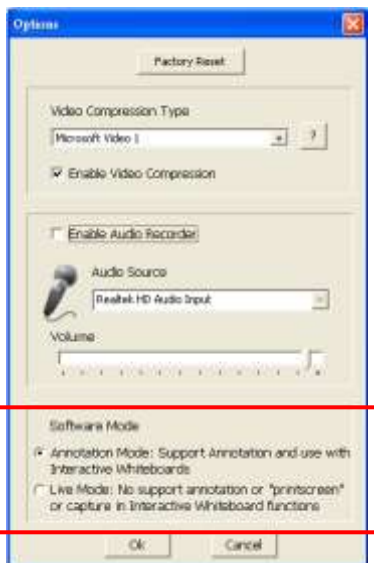 Options
Factory Reset
Video Compression Type
Microsoft Video 1
?
Enable Video Compression
Enable Audio Recorder
Audio Source
Realtek HD Audio Input
Volume
Software Mode
Annotation Mode: Support Annotation and use with
Interactive Whiteboards
Live Mode: No support annotation or "printscreen"
or capture in Interactive Whiteboard functions
Ok Cancel